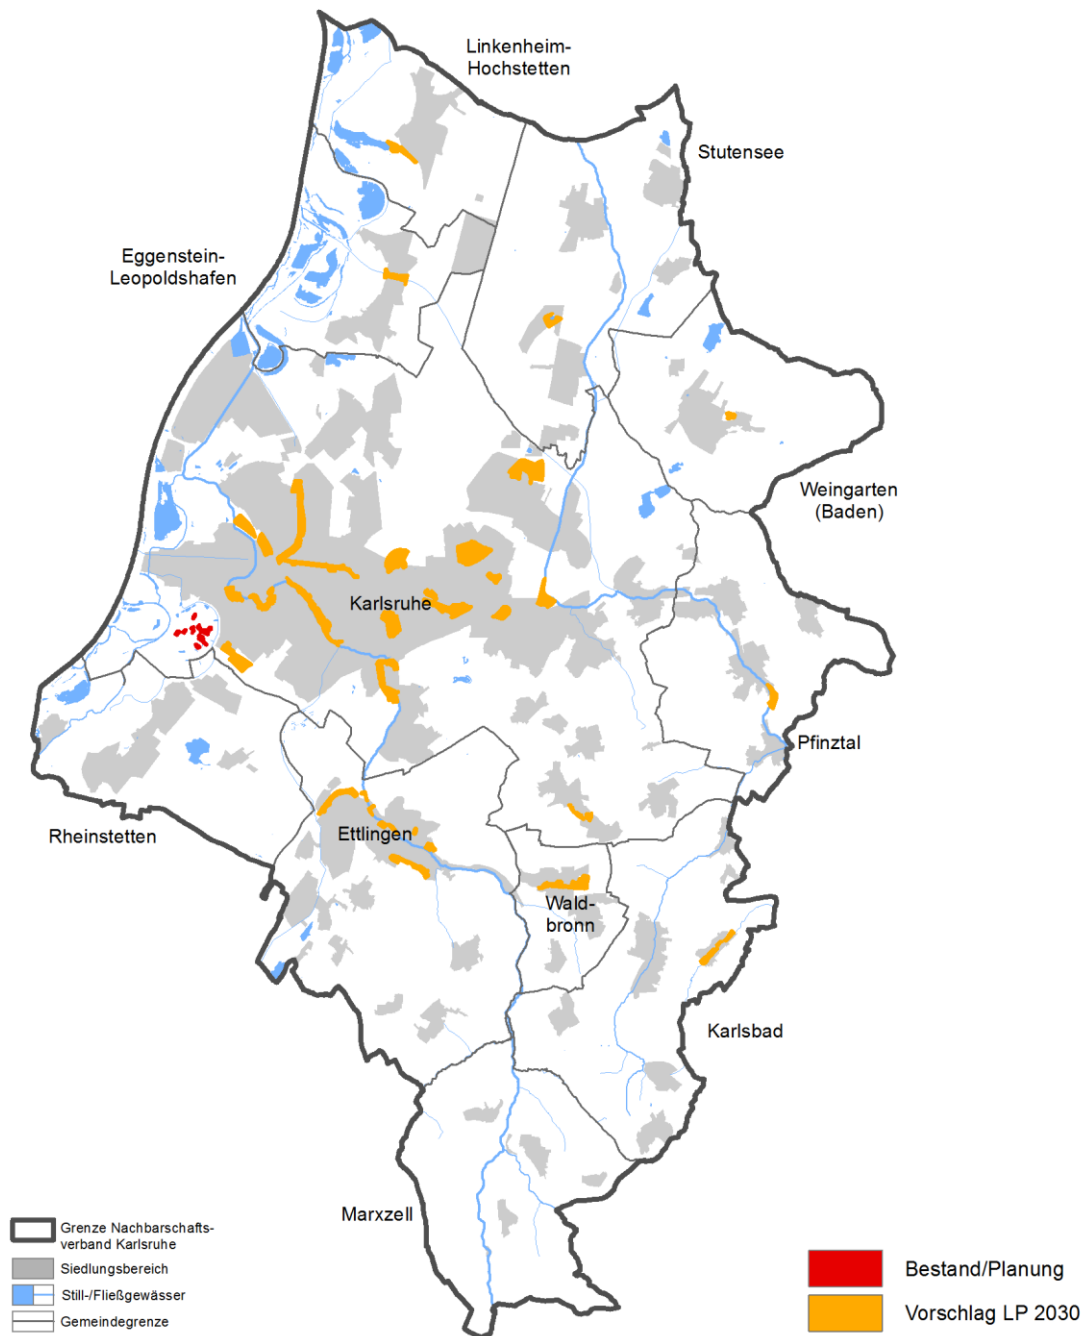 Linkenheim-
Hochstetten
Stutensee
Eggenstein-
Leopoldshafen
Weingarten
(Baden)
Karlsruhe
Pfinztal
Rheinstetten
Ettlingen
Wald-
bronn
Karlsbad
Marxzell
Grenze Nachbarschafts-
verband Karlsruhe
Siedlungsbereich
Still-/Fließgewässer
Gemeindegrenze
Bestand/Planung
Vorschlag LP 2030